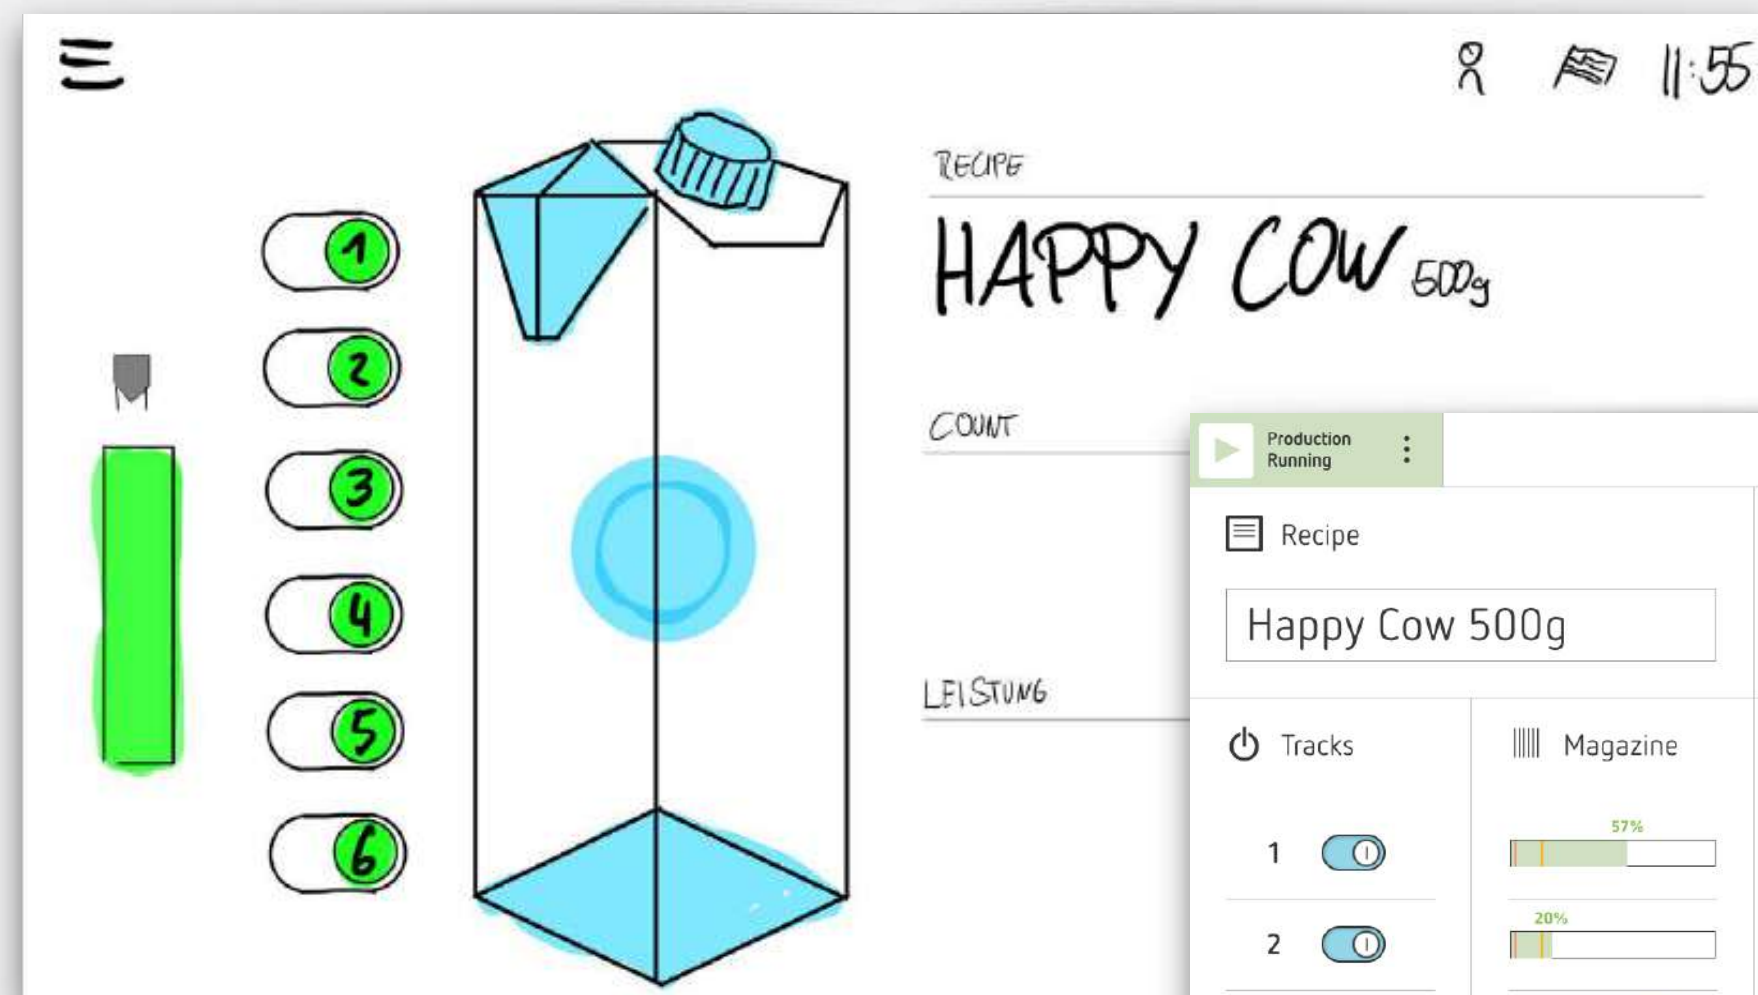 11:55
RECIPE
HAPPY COW 500g
1
2
3
4
5
6
COUNT
LEISTUNG
Production
Running
Recipe
Happy Cow 500g
Tracks
Magazine
57%
1
20%
2